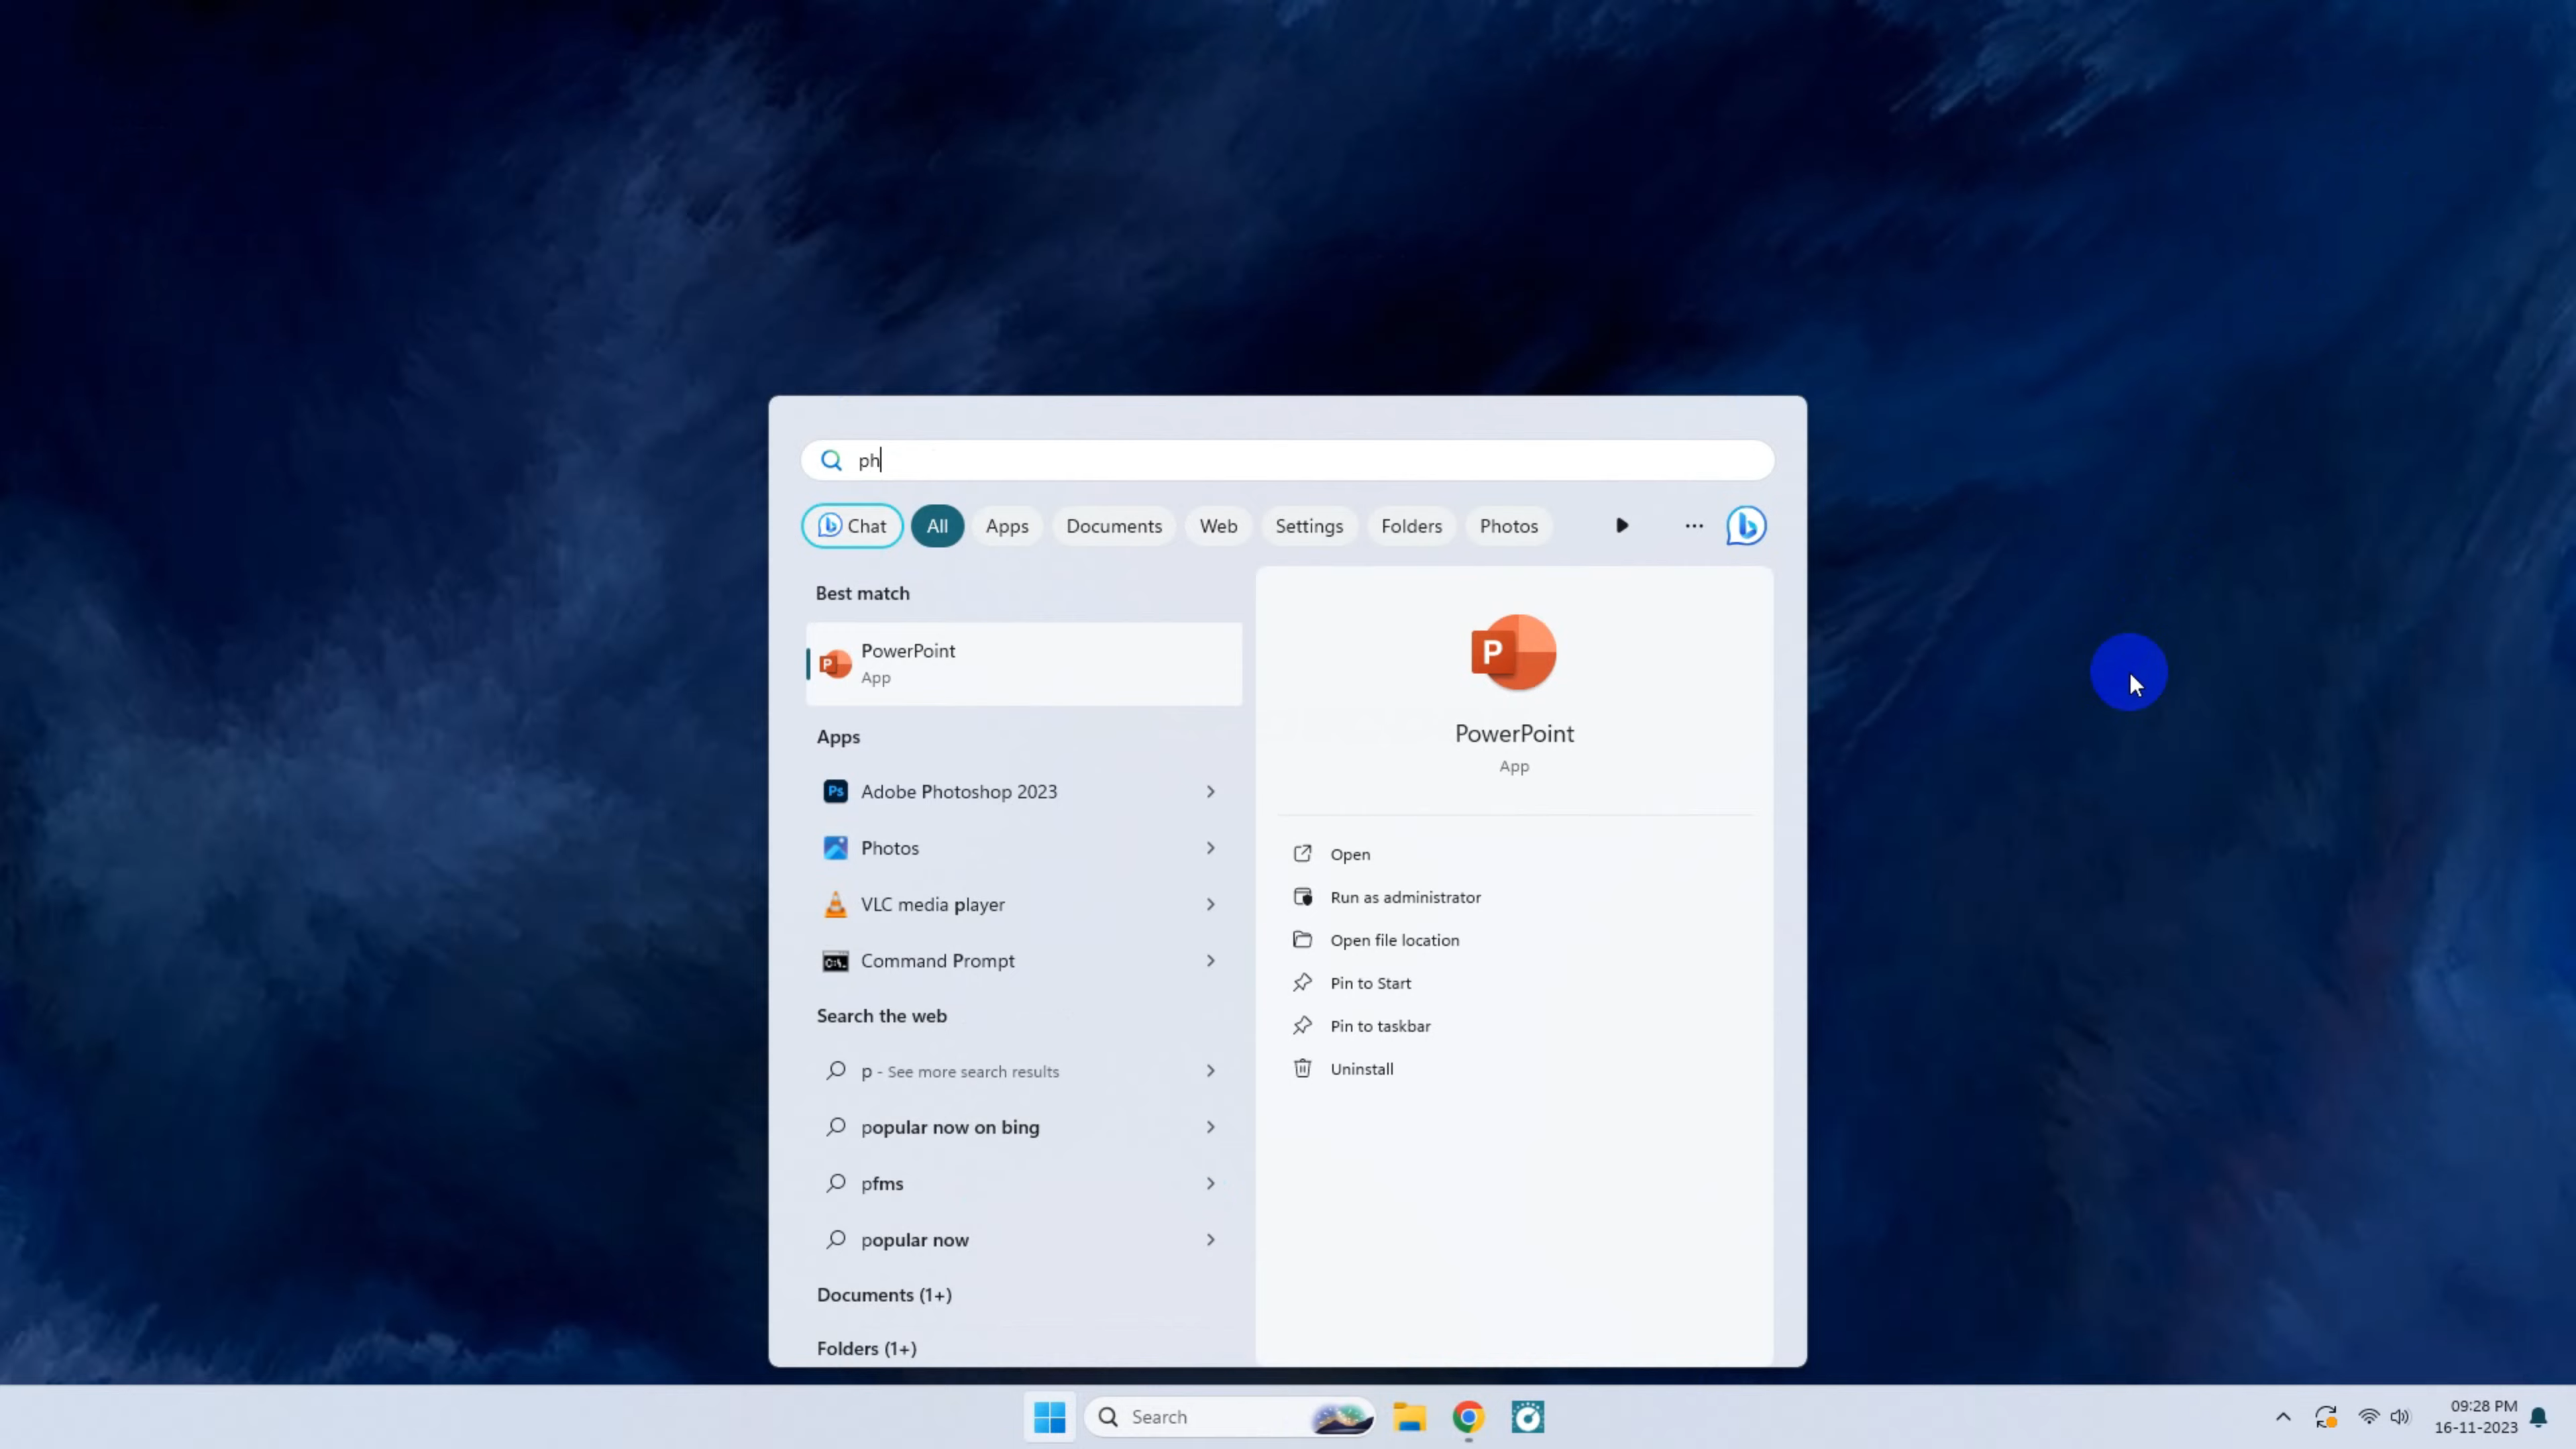 ph
Chat All Apps Documents Web Settings Folders Photos
Best match
PowerPoint
App
Apps
Adobe Photoshop 2023
Photos
VLC media player
Command Prompt
Search the web
p - See more search results
popular now on bing
pfms
popular now
Documents (1+)
Folders (1+)
P
PowerPoint
App
Open
Run as administrator
Open file location
Pin to Start
Pin to taskbar
Uninstall
Search
09:28 PM
16-11-2023